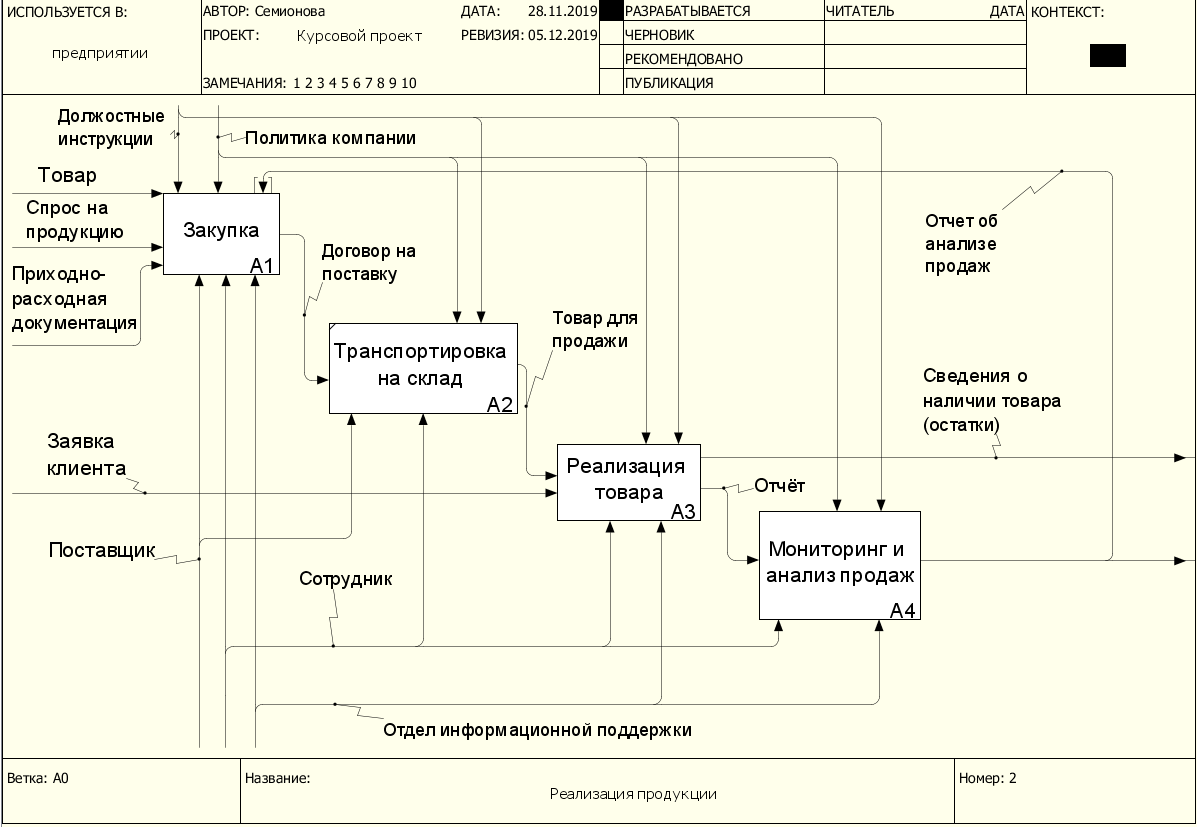 ИСПОЛЬЗУЕТСЯ В:
предприятии
АВТОР: Семионова
ДАТА: 28.11.2019
ПРОЕКТ: Курсовой проект
РЕВИЗИЯ: 05.12.2019
ЗАМЕЧАНИЯ: 1 2 3 4 5 6 7 8 9 10
РАЗРАБАТЫВАЕТСЯ
ЧЕРНОВИК
РЕКОМЕНДОВАНО
ПУБЛИКАЦИЯ
ЧИТАТЕЛЬ
ДАТА
КОНТЕКСТ:
Должостные
инструкции
Политика компании
Товар
Спрос на
продукцию
Приходно-
расходная
документация
Закупка
A1
Договор на
поставку
Отчет об
анализе
продаж
Транспортировка
на склад
A2
Товар для
продажи
Сведения о
наличии товара
(остатки)
Заявка
клиента
Реализация
товара
A3
Отчёт
Поставщик
Сотрудник
Мониторинг и
анализ продаж
A4
Отдел информационной поддержки
Ветка: A0
Название:
Реализация продукции
Номер: 2